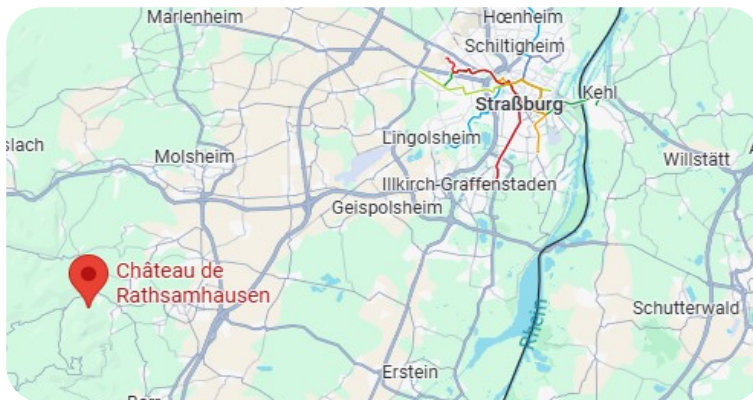 Marlenheim
Hœnheim
Schiltigheim
Kehl
Straßburg
Lingolsheim
slach
Molsheim
Willstätt
Illkirch-Graffenstaden
Geispolsheim
Château de
Rathsamhausen
Schutterwald
Rhein
Erstein